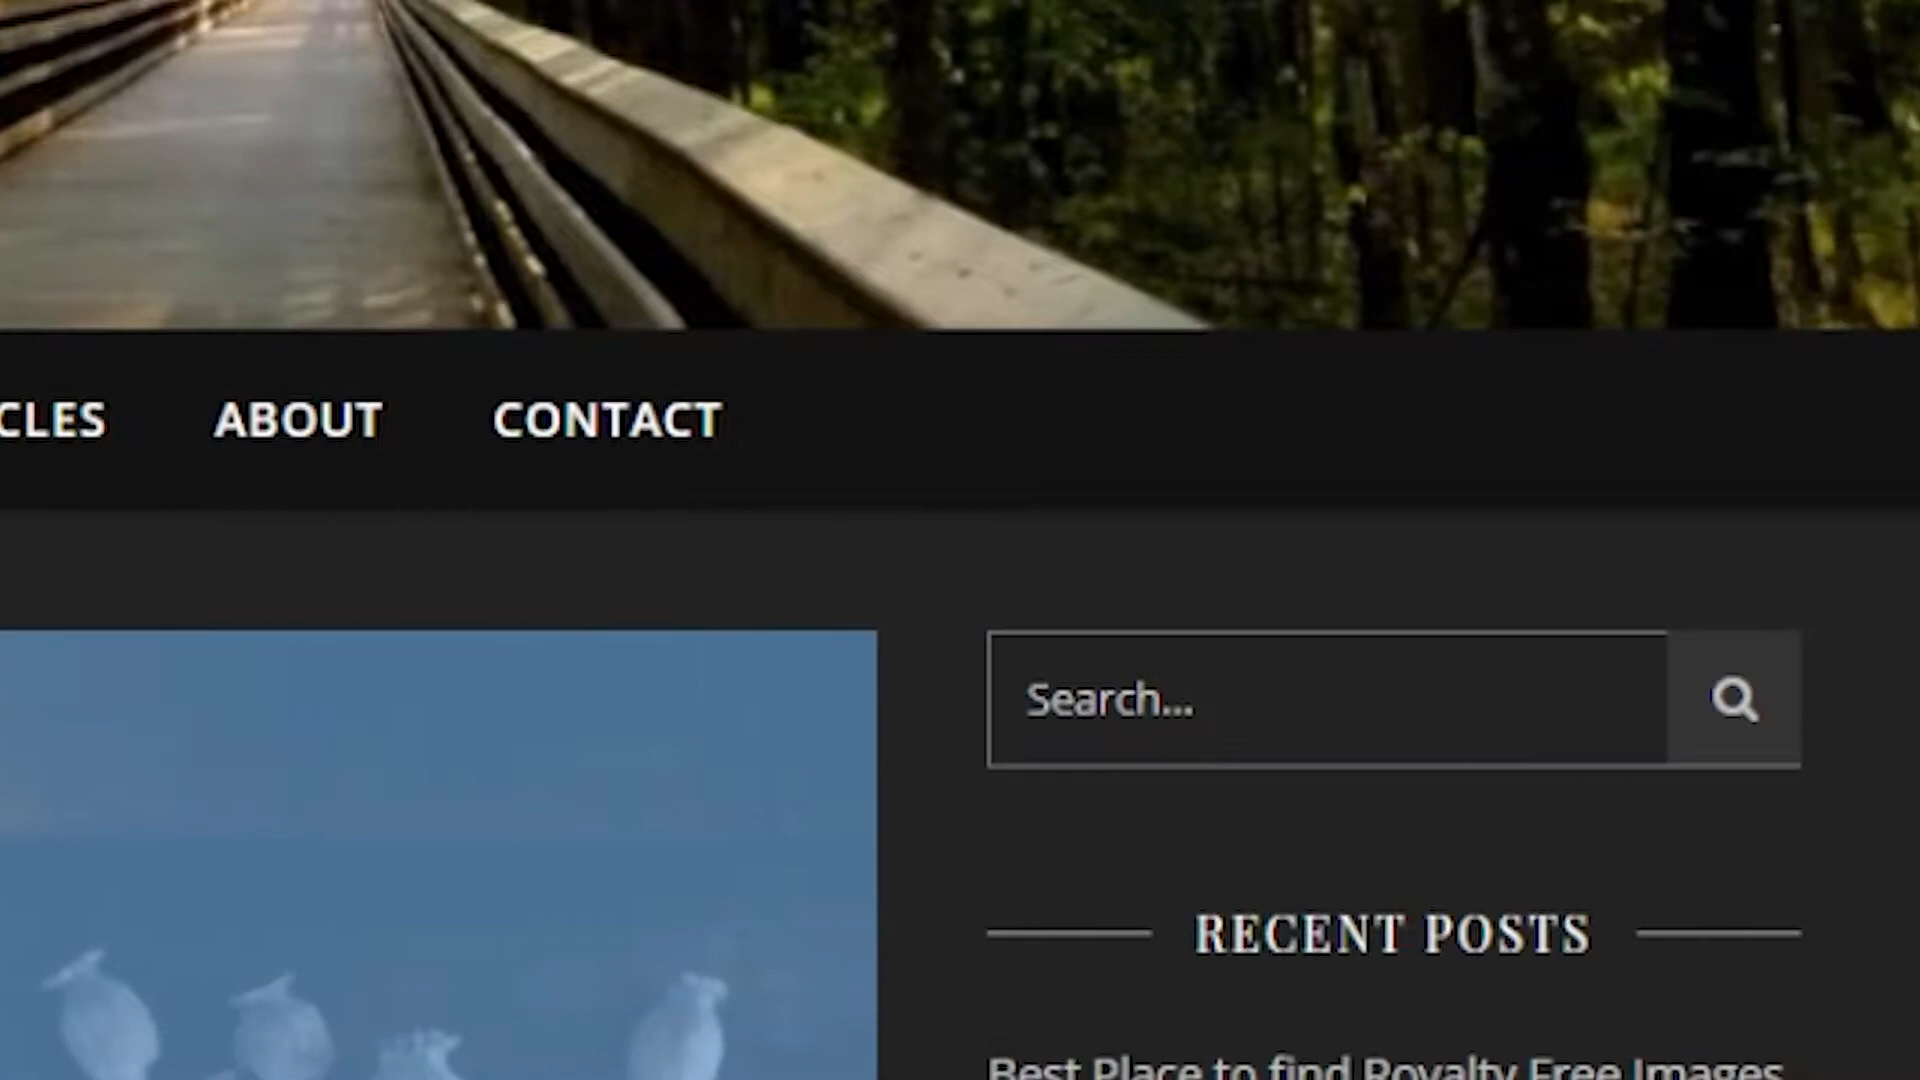 CLES ABOUT CONTACT
Search...
RECENT POSTS
Best Place to find Royalty Free Images